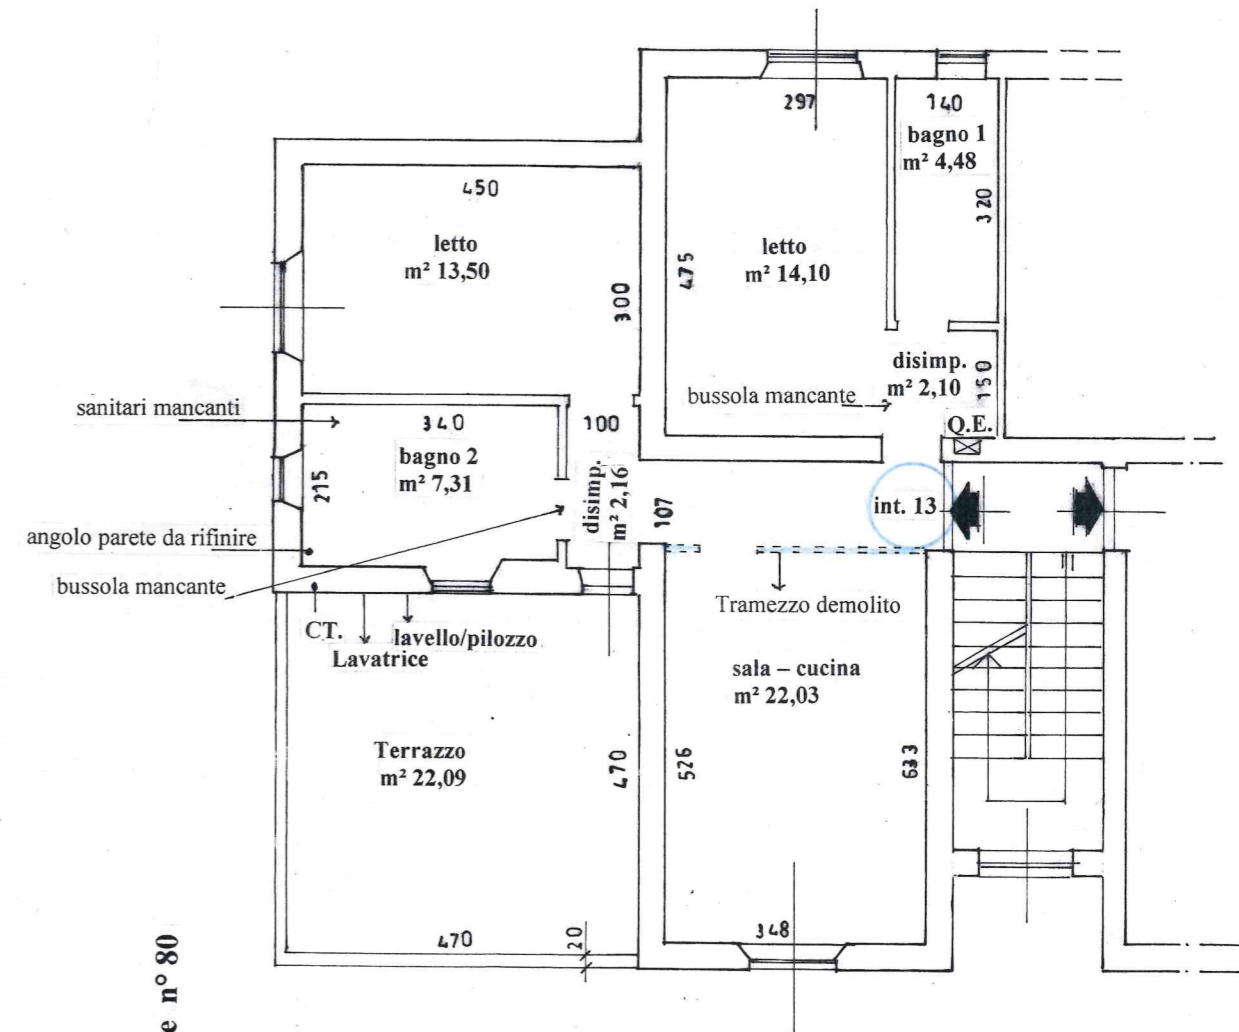 297
140
bagno 1
m² 4,48
450
320
letto
m² 13,50
letto
m² 14,10
475
300
disimp.
m² 2,10
150
bussola mancante
sanitari mancanti
340
100
Q.E.
bagno 2
m² 7,31
215
disimp.
m² 2,16
107
int. 13
angolo parete da rifinire
bussola mancante
Tramezzo demolito
CT.
lavello/pilozzo
Lavatrice
sala – cucina
m² 22,03
Terrazzo
m² 22,09
470
526
633
348
470
20
e n° 80